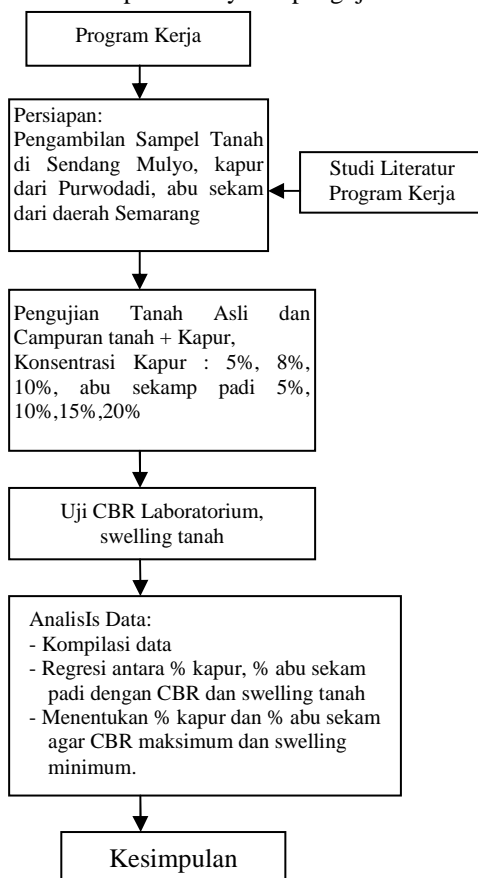 Program Kerja
Persiapan:
Pengambilan Sampel Tanah
di Sendang Mulyo, kapur
dari Purwodadi, abu sekam
dari daerah Semarang
Studi Literatur
Program Kerja
Pengujian Tanah Asli dan
Campuran tanah + Kapur,
Konsentrasi Kapur : 5%, 8%,
10%, abu sekamp padi 5%,
10%,15%,20%
Uji CBR Laboratorium,
swelling tanah
AnalisIs Data:
- Kompilasi data
- Regresi antara % kapur, % abu sekam
padi dengan CBR dan swelling tanah
- Menentukan % kapur dan % abu sekam
agar CBR maksimum dan swelling
minimum.
Kesimpulan